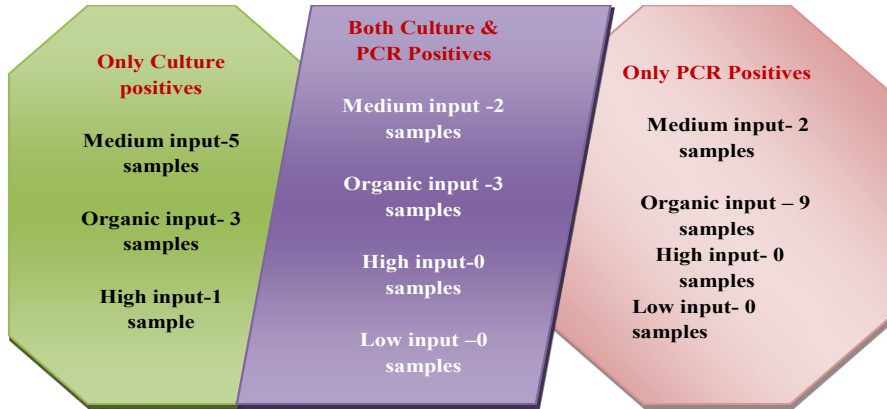 Only Culture
positives
Medium input-5
samples
Organic input- 3
samples
High input-1
sample
Both Culture &
PCR Positives
Medium input -2
samples
Organic input -3
samples
High input-0
samples
Low input –0
samples
Only PCR Positives
Medium input- 2
samples
Organic input – 9
samples
High input- 0
samples
Low input- 0
samples